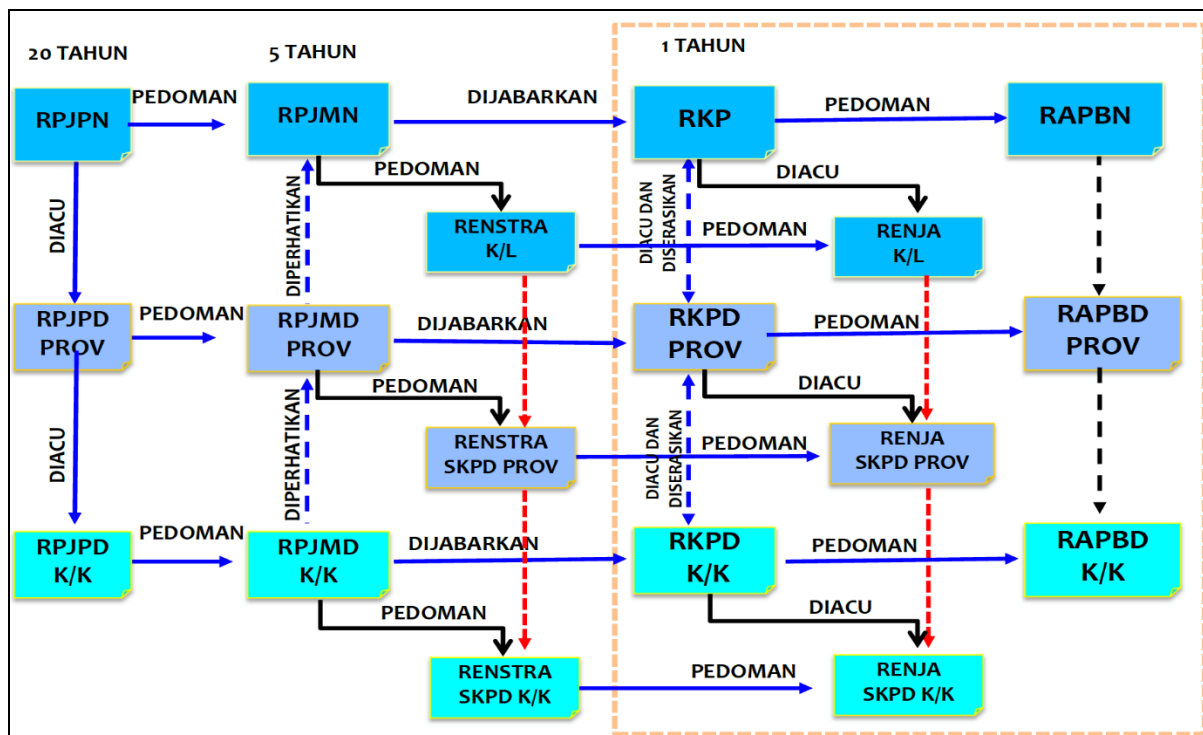 20 TAHUN
5 TAHUN
1 TAHUN
RPJPN
PEDOMAN
RPJMN
DIJABARKAN
RKP
PEDOMAN
RAPBN
DIACU
DIPERHATIKAN
PEDOMAN
RENSTRA
K/L
PEDOMAN
DIACU DAN
DISERASIKAN
DIACU
RENJA
K/L
RPJPD
PROV
PEDOMAN
RPJMD
PROV
DIJABARKAN
RKPD
PROV
PEDOMAN
RAPBD
PROV
DIACU
DIPERHATIKAN
PEDOMAN
RENSTRA
SKPD PROV
PEDOMAN
DIACU DAN
DISERASIKAN
DIACU
RENJA
SKPD PROV
RPJPD
K/K
PEDOMAN
RPJMD
K/K
DIJABARKAN
RKPD
K/K
PEDOMAN
RAPBD
K/K
PEDOMAN
RENSTRA
SKPD K/K
PEDOMAN
DIACU
RENJA
SKPD K/K